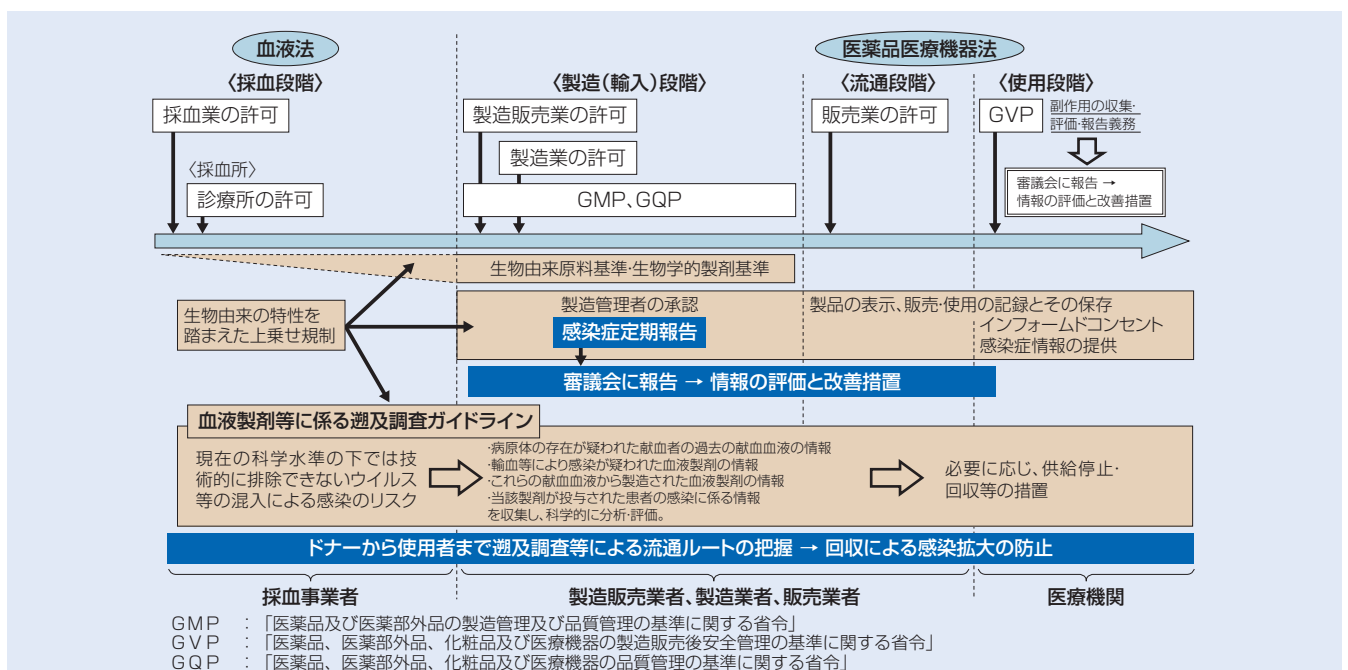 血液法
医薬品医療機器法
〈採血段階〉
〈製造(輸入)段階〉
〈流通段階〉
〈使用段階〉
採血業の許可
製造販売業の許可
販売業の許可
GVP
副作用の収集・
評価・報告義務
製造業の許可
〈採血所〉
診療所の許可
GMP、GQP
審議会に報告 →
情報の評価と改善措置
生物由来原料基準・生物学的製剤基準
生物由来の特性を
踏まえた上乗せ規制
製造管理者の承認
感染症定期報告
製品の表示、販売・使用の記録とその保存
インフォームドコンセント
感染症情報の提供
審議会に報告 → 情報の評価と改善措置
血液製剤等に係る遡及調査ガイドライン
現在の科学水準の下では技
術的に排除できないウイルス
等の混入による感染のリスク
・病原体の存在が疑われた献血者の過去の献血血液の情報
・輸血等により感染が疑われた血液製剤の情報
・これらの献血血液から製造された血液製剤の情報
・当該製剤が投与された患者の感染に係る情報
を収集し、科学的に分析・評価。
必要に応じ、供給停止・
回収等の措置
ドナーから使用者まで遡及調査等による流通ルートの把握 → 回収による感染拡大の防止
採血事業者
製造販売業者、製造業者、販売業者
医療機関
GMP : 「医薬品及び医薬部外品の製造管理及び品質管理の基準に関する省令」
GVP : 「医薬品、医薬部外品、化粧品及び医療機器の製造販売後安全管理の基準に関する省令」
GQP : 「医薬品、医薬部外品、化粧品及び医療機器の品質管理の基準に関する省令」